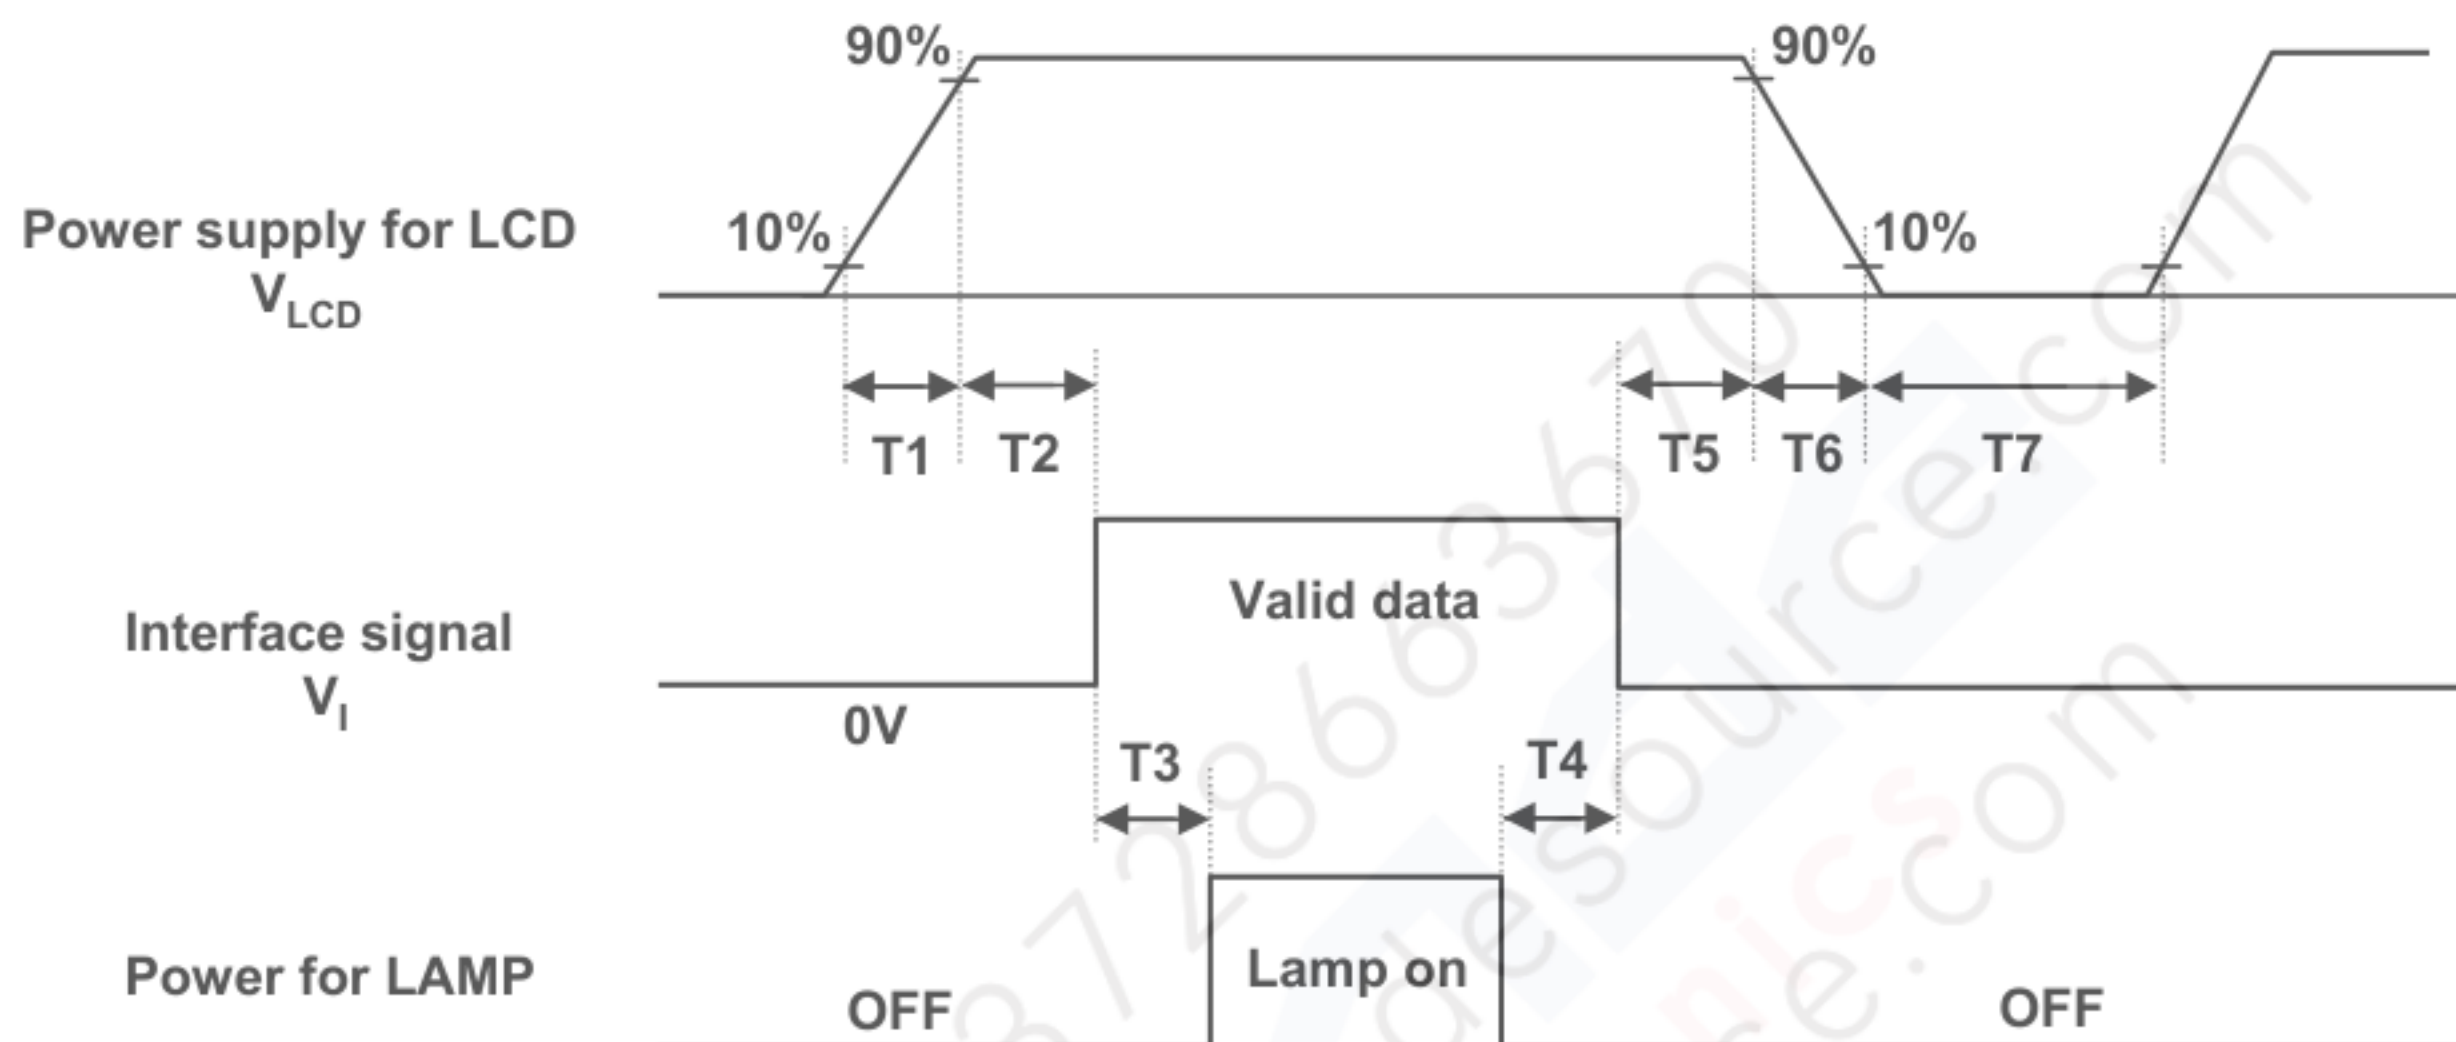 90%
90%
10%
10%
Power supply for LCD
VLCD
T1
T2
T5
T6
T7
Valid data
Interface signal
VI
0V
T3
T4
Power for LAMP
Lamp on
OFF
OFF